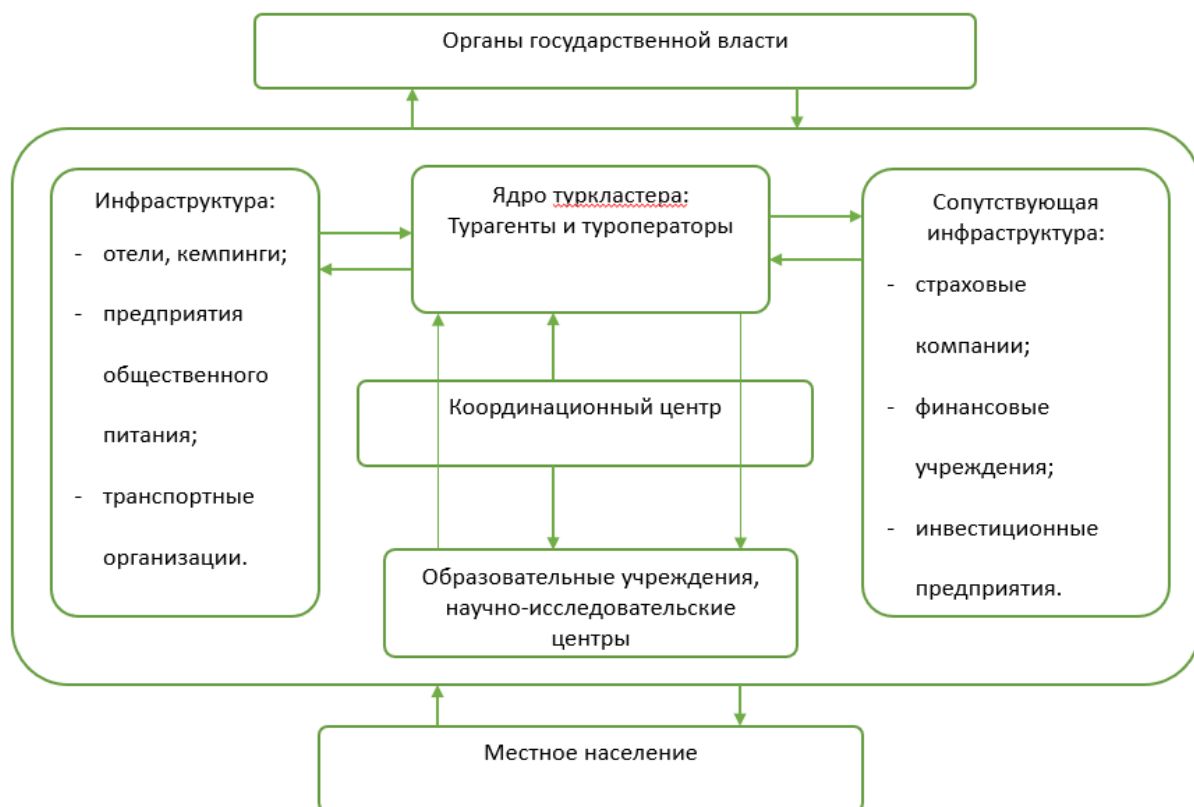 Органы государственной власти
Инфраструктура:
- отели, кемпинги;
- предприятия
общественного
питания;
- транспортные
организации.
Ядро туркластера:
Турагенты и туроператоры
Координационный центр
Образовательные учреждения,
научно-исследовательские
центры
Сопутствующая
инфраструктура:
- страховые
компании;
- финансовые
учреждения;
- инвестиционные
предприятия.
Местное население